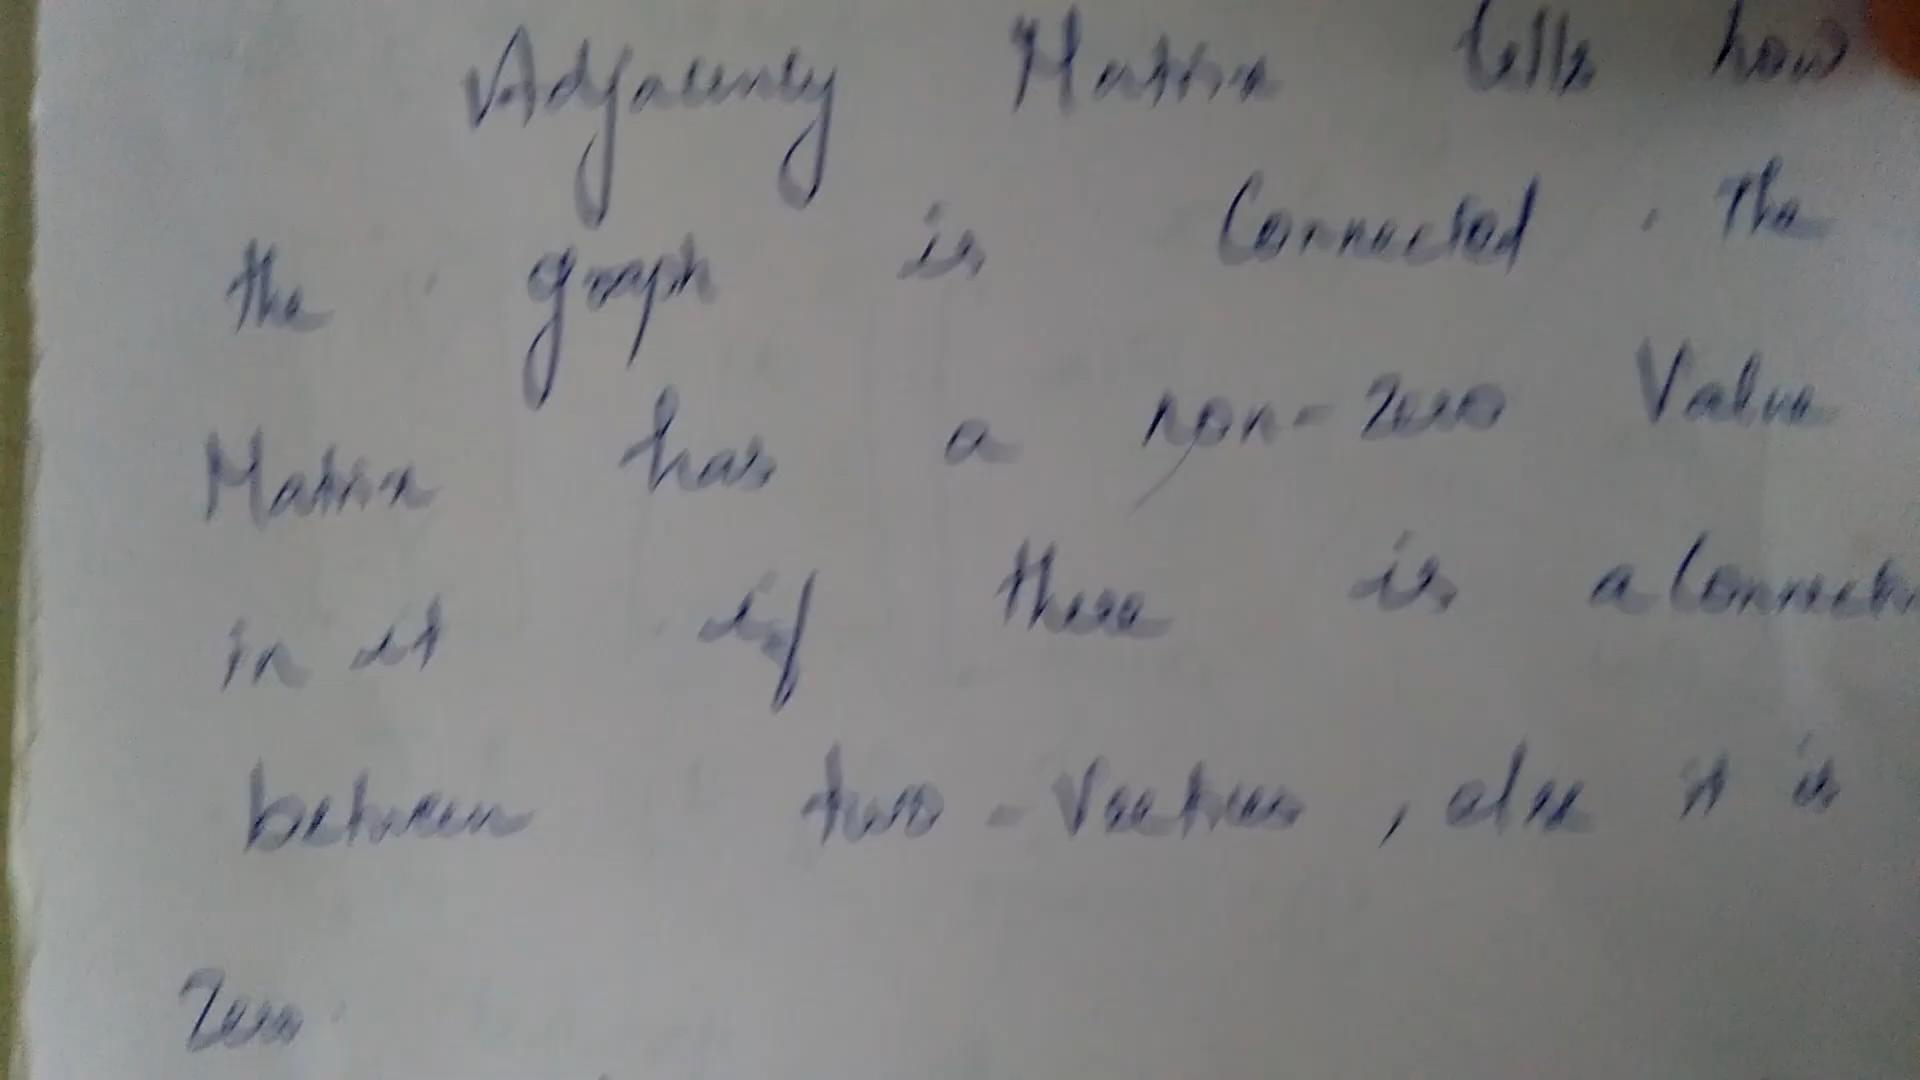 Adjacency Matrix tells how
the graph is Connected. The
Matrix has a non-zero Value
in it if there is a
between two-Vertices, else it is
Zero.